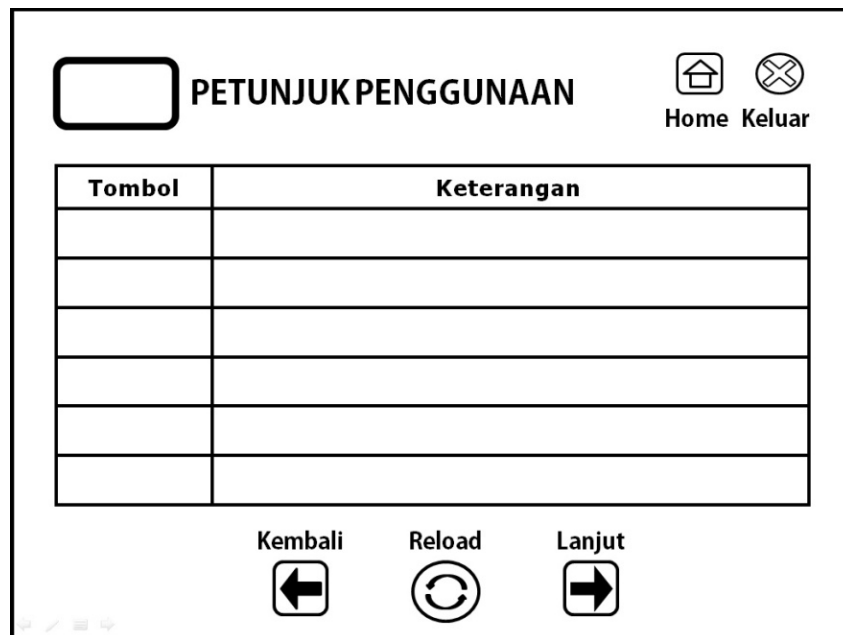 PETUNJUK PENGGUNAAN
Home Keluar
Tombol Keterangan
Kembali Reload Lanjut